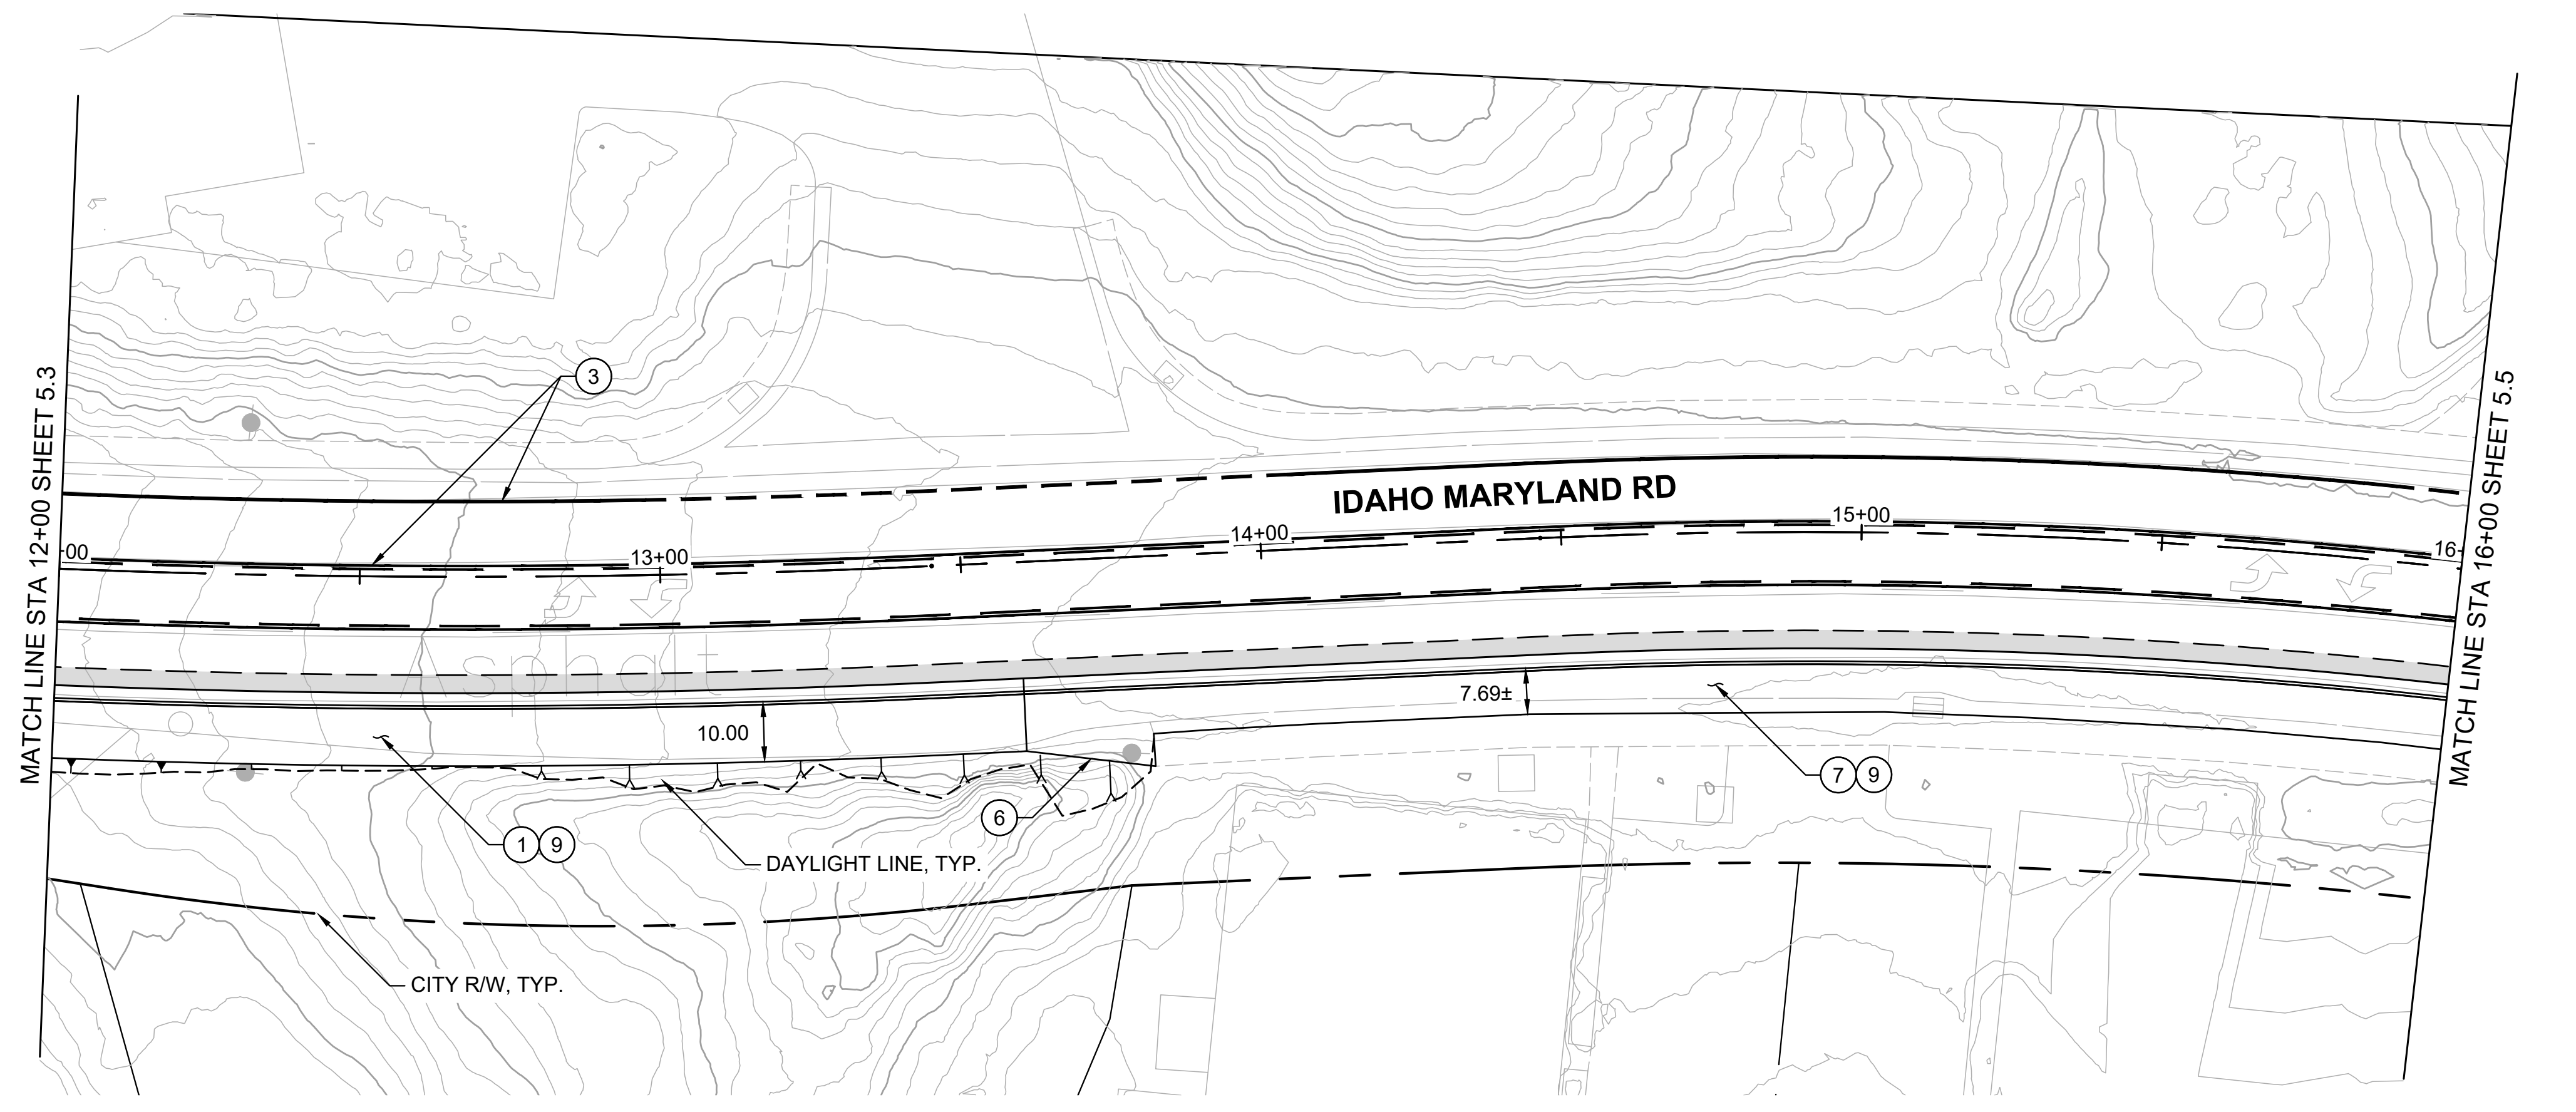 MATCH LINE STA 12+00 SHEET 5.3
3
IDAHO MARYLAND RD
MATCH LINE STA 16+00 SHEET 5.5
-00
13+00
14+00
15+00
16+
Asphalt
10.00
7.69±
7 9
6
1 9
DAYLIGHT LINE, TYP.
CITY R/W, TYP.